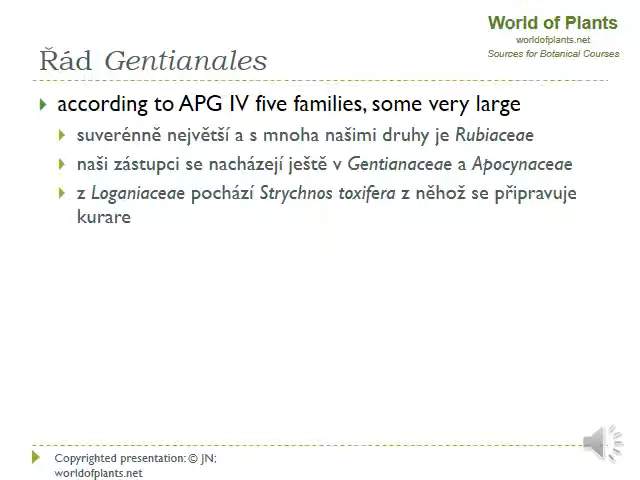 World of Plants
worldofplants.net
Sources for Botanical Courses
Řád Gentianales
according to APG IV five families, some very large
suverénně největší a s mnoha našimi druhy je Rubiaceae
naši zástupci se nacházejí ještě v Gentianaceae a Apocynaceae
z Loganiaceae pochází Strychnos toxifera z něhož se připravuje
kurare
Copyrighted presentation: © JN;
worldofplants.net